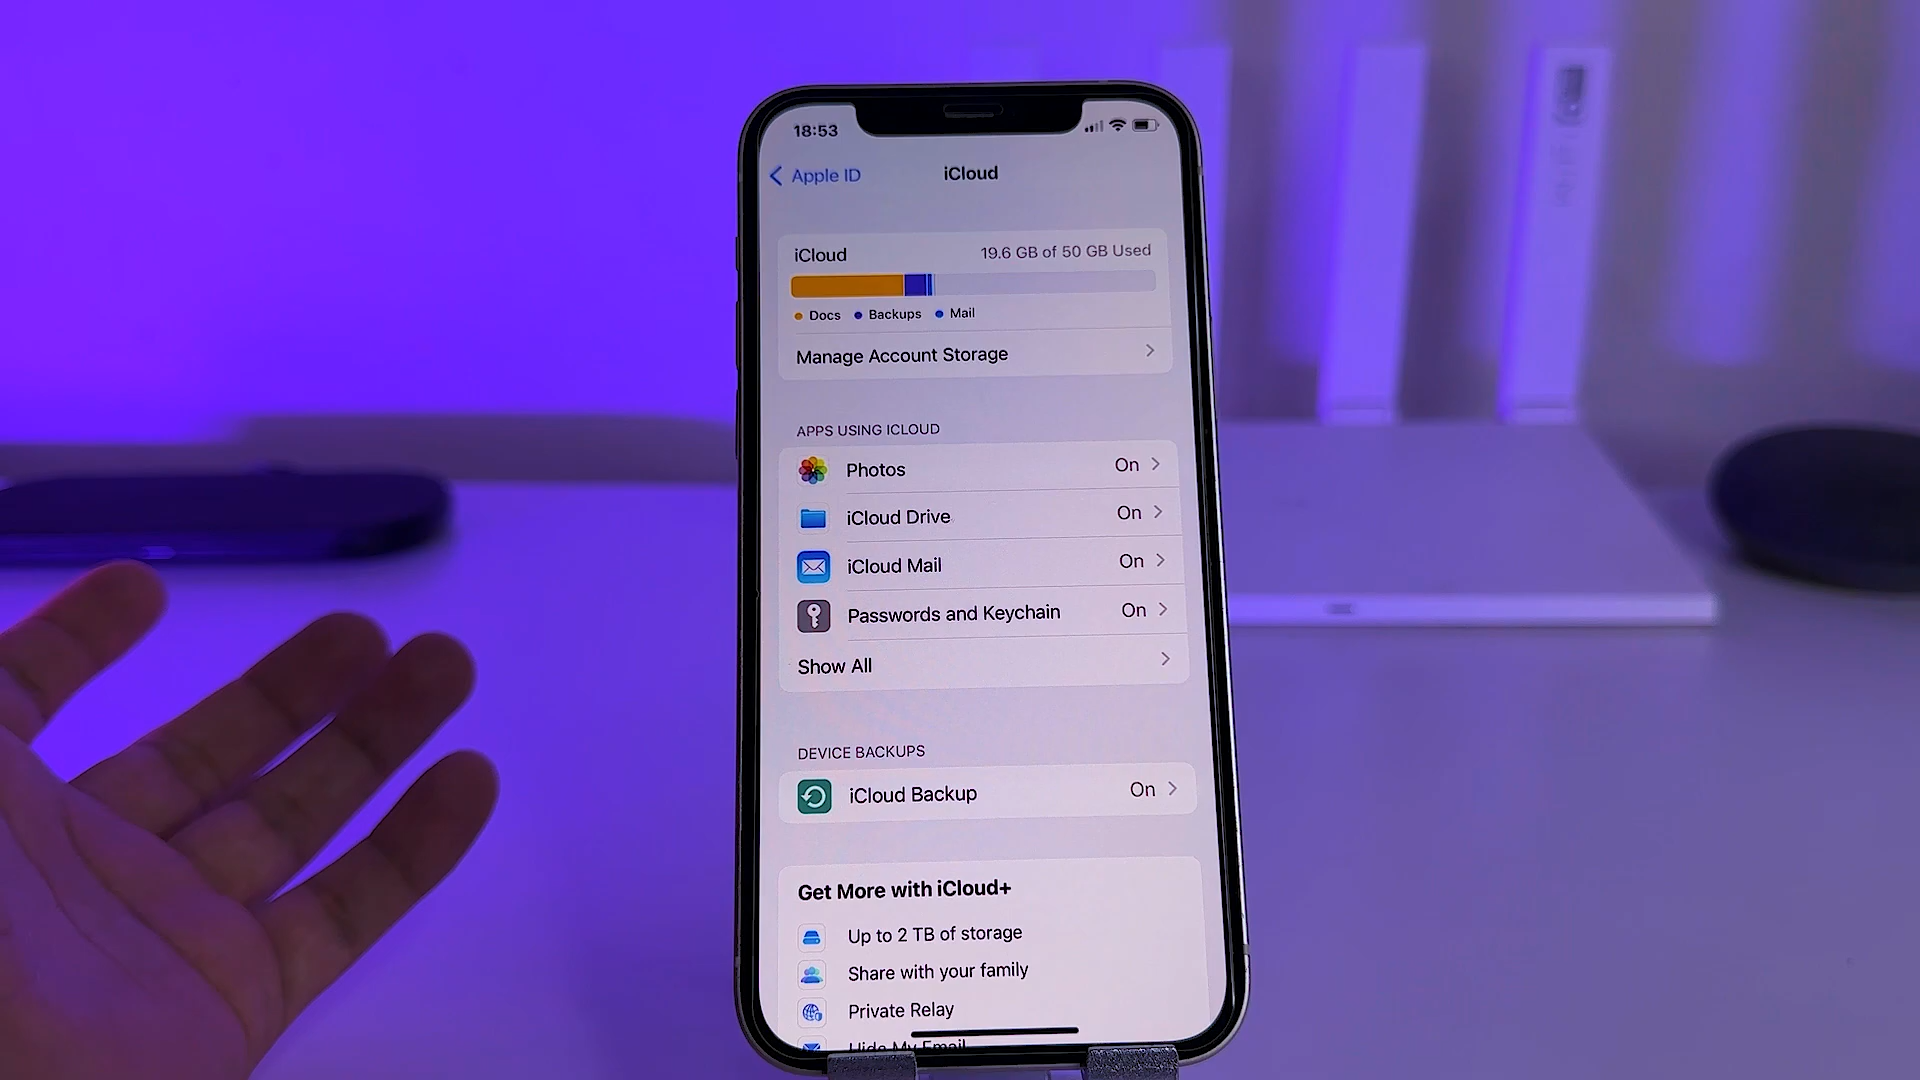 18:53
Apple ID
iCloud
iCloud
19.6 GB of 50 GB Used
Docs Backups Mail
Manage Account Storage
APPS USING ICLOUD
Photos On
iCloud Drive On
iCloud Mail On
Passwords and Keychain On
Show All
DEVICE BACKUPS
iCloud Backup On
Get More with iCloud+
Up to 2 TB of storage
Share with your family
Private Relay
Hide My Email